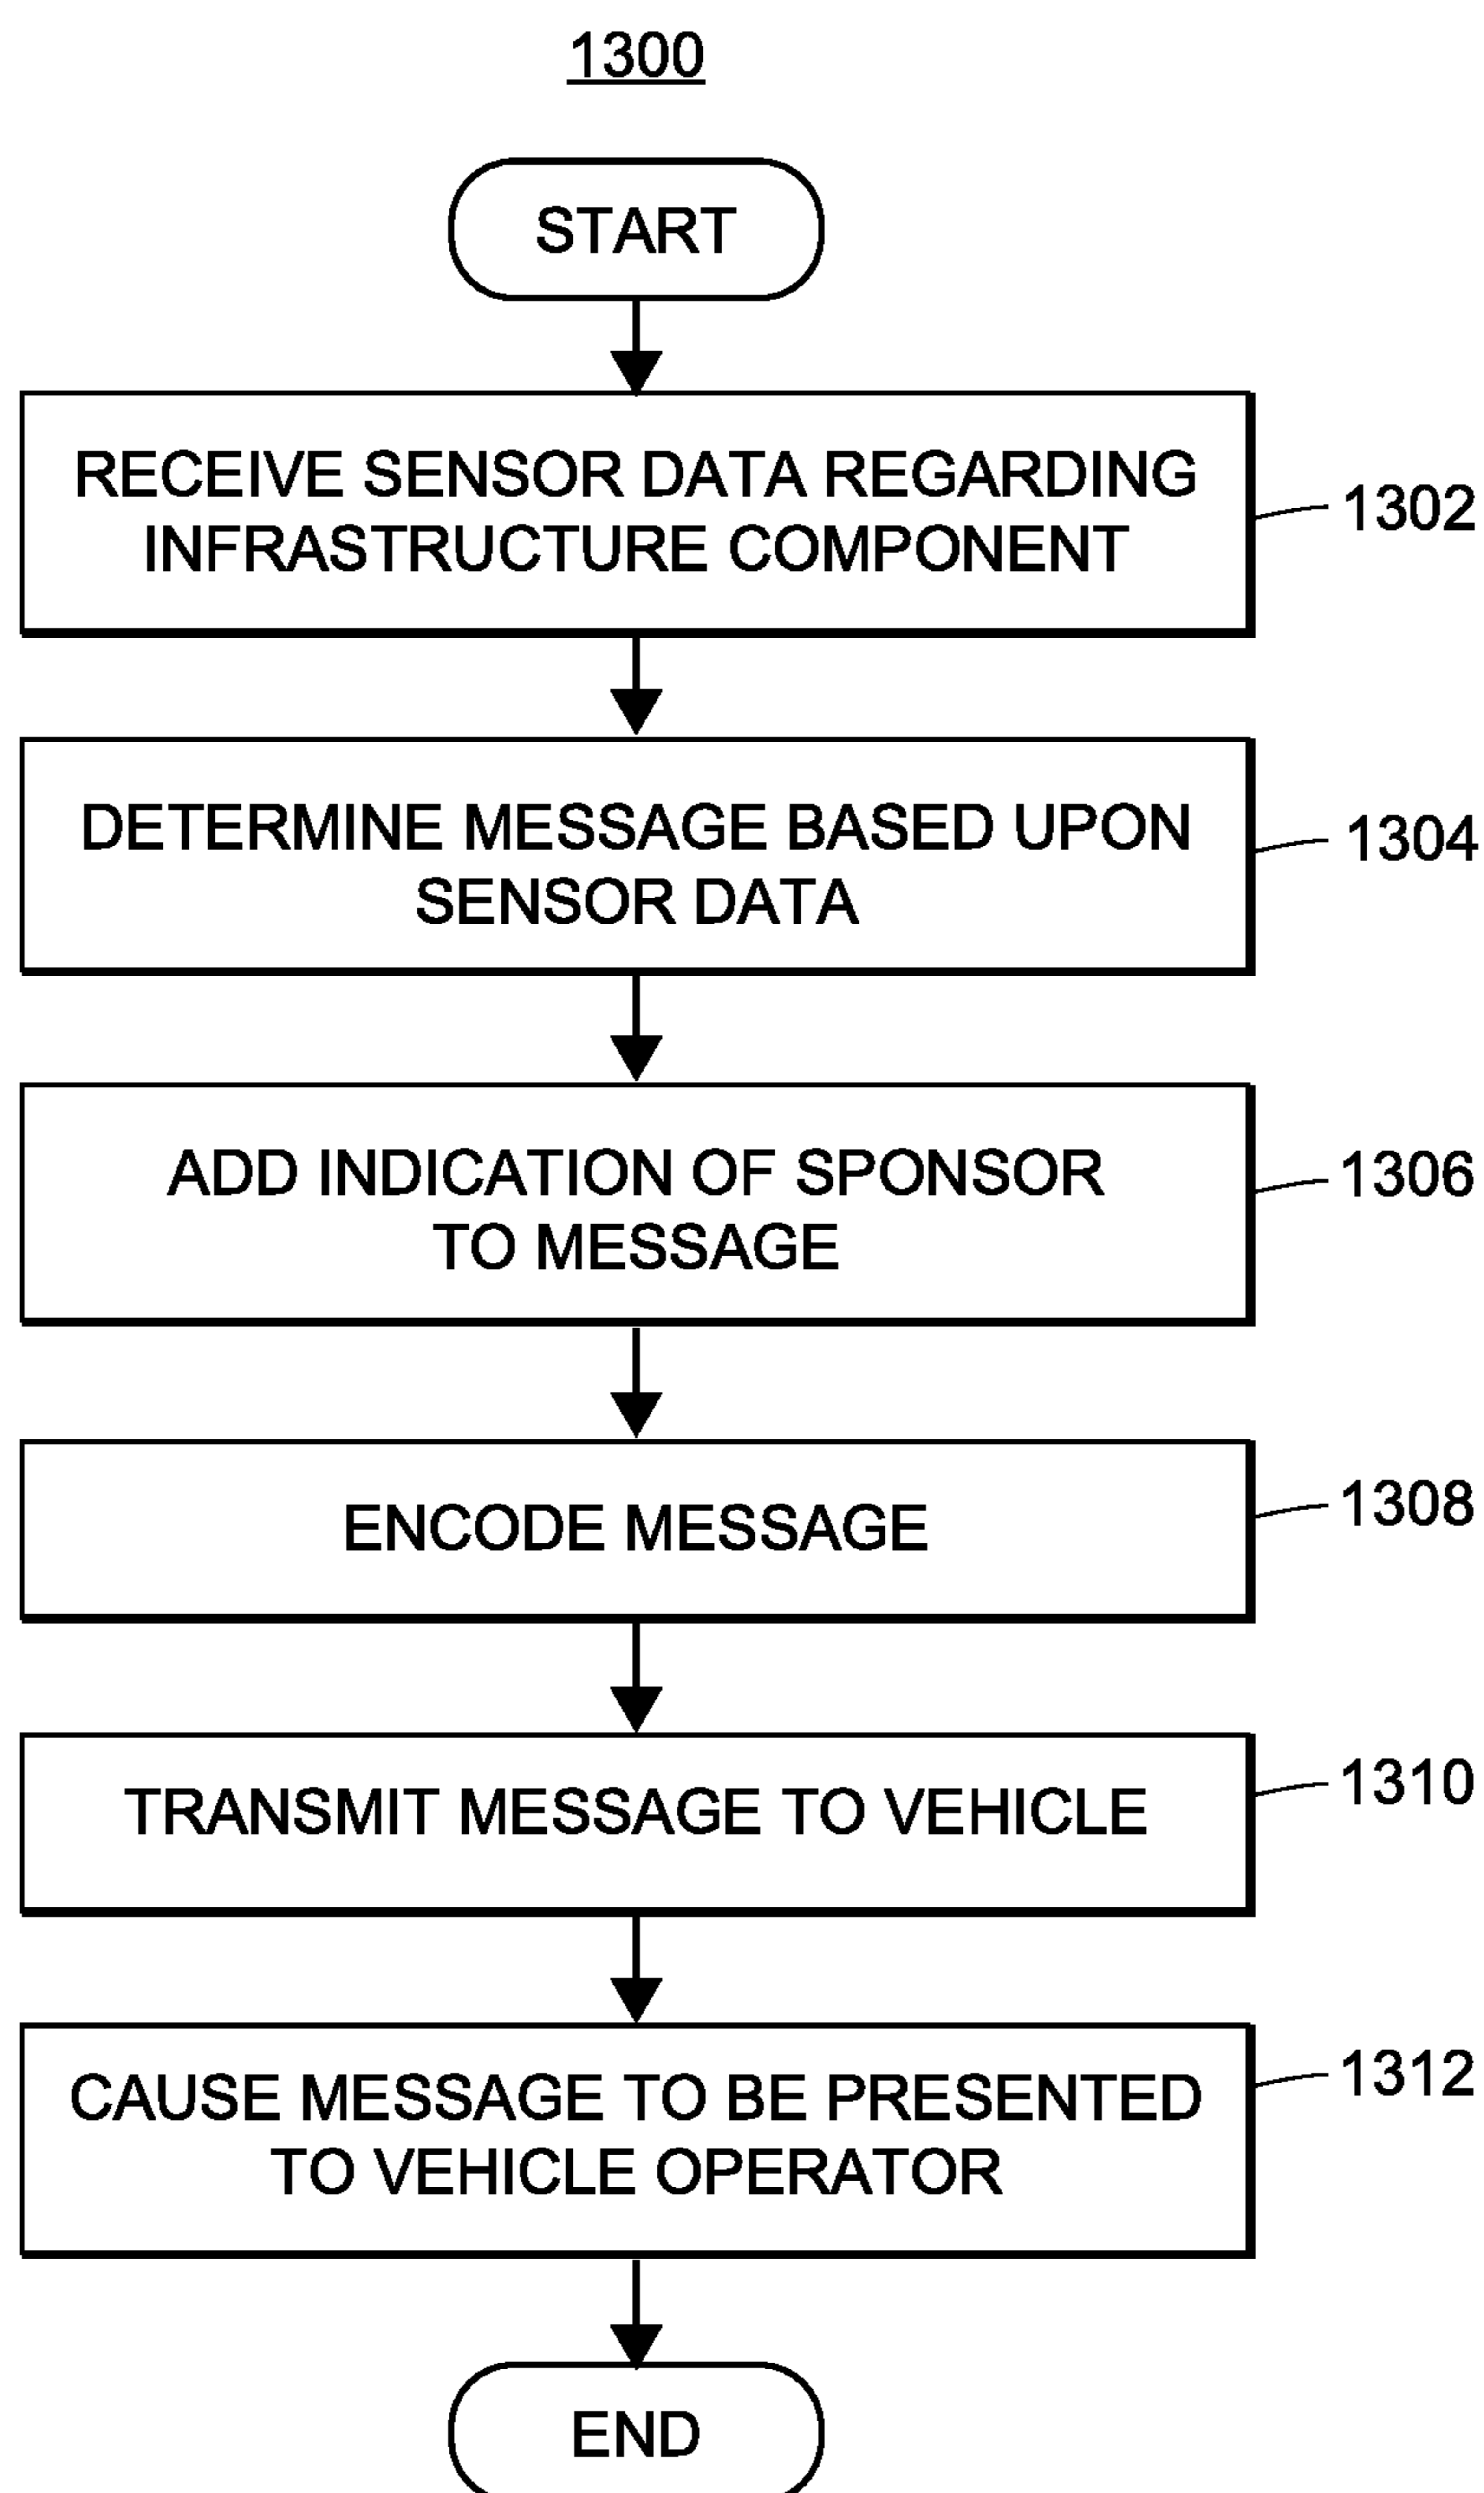 1300
START
RECEIVE SENSOR DATA REGARDING
INFRASTRUCTURE COMPONENT
1302
DETERMINE MESSAGE BASED UPON
SENSOR DATA
1304
ADD INDICATION OF SPONSOR
TO MESSAGE
1306
ENCODE MESSAGE
1308
TRANSMIT MESSAGE TO VEHICLE
1310
CAUSE MESSAGE TO BE PRESENTED
TO VEHICLE OPERATOR
1312
END